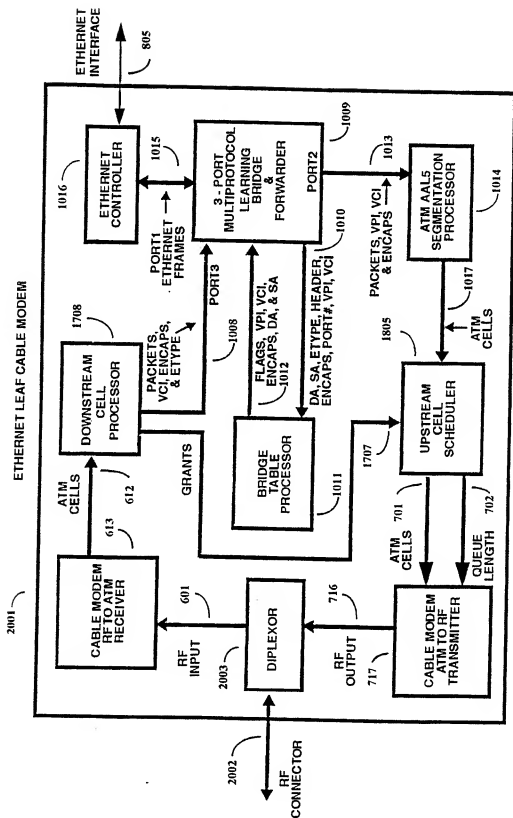 ETHERNET LEAF CABLE MODEM
2001
ETHERNET
INTERFACE
805
1016
ETHERNET
CONTROLLER
1015
PORT1
ETHERNET
FRAMES
3 - PORT
MULTIPROTOCOL
LEARNING
BRIDGE
&
FORWARDER
PORT2
1009
1013
PACKETS, VPI, VCI
& ENCAPS
ATM AAL5
SEGMENTATION
PROCESSOR
1014
1017
ATM
CELLS
1708
DOWNSTREAM
CELL
PROCESSOR
PACKETS,
VCI, ENCAPS,
& ETYPE
PORT3
1008
FLAGS, VPI, VCI,
ENCAPS, DA, & SA
1012
1010
DA, SA, ETYPE, HEADER,
ENCAPS, PORT#, VPI, VCI
BRIDGE
TABLE
PROCESSOR
1011
GRANTS
1707
1805
UPSTREAM
CELL
SCHEDULER
ATM
CELLS
612
613
CABLE MODEM
RF TO ATM
RECEIVER
RF
INPUT
601
2003
DIPLEXOR
716
RF
OUTPUT
717
CABLE MODEM
ATM TO RF
TRANSMITTER
701
ATM
CELLS
702
QUEUE
LENGTH
2002
RF
CONNECTOR